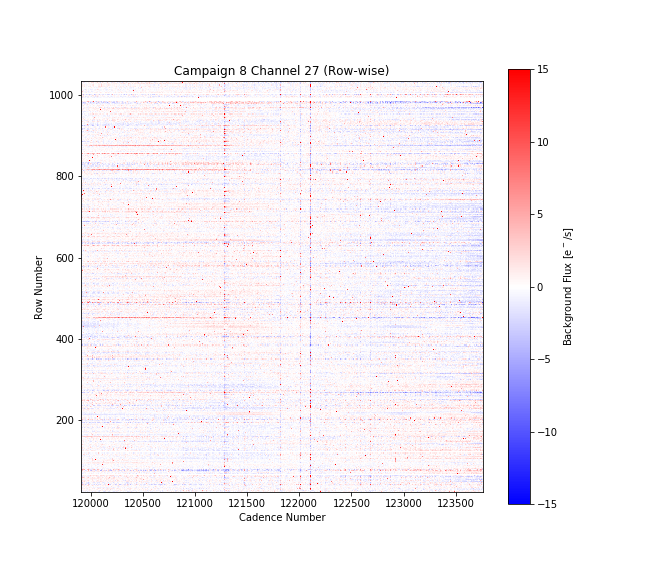 Campaign 8 Channel 27 (Row-wise)
1000
800
600
400
200
Row Number
120000 120500 121000 121500 122000 122500 123000 123500
Cadence Number
15
10
5
0
−5
−10
−15
Background Flux [e⁻/s]